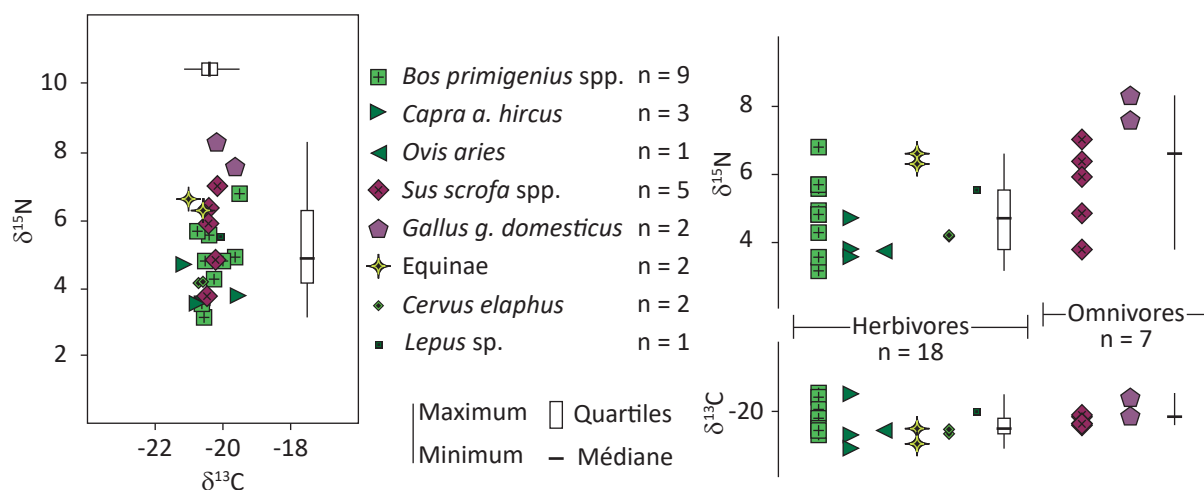 10
8
6
4
2
δ15N
-22
-20
-18
δ13C
Bos primigenius spp. n = 9
Capra a. hircus n = 3
Ovis aries n = 1
Sus scrofa spp. n = 5
Gallus g. domesticus n = 2
Equinae n = 2
Cervus elaphus n = 2
Lepus sp. n = 1
Maximum
Minimum
Quartiles
Médiane
8
6
4
δ15N
Herbivores
n = 18
Omnivores
n = 7
-20
δ13C